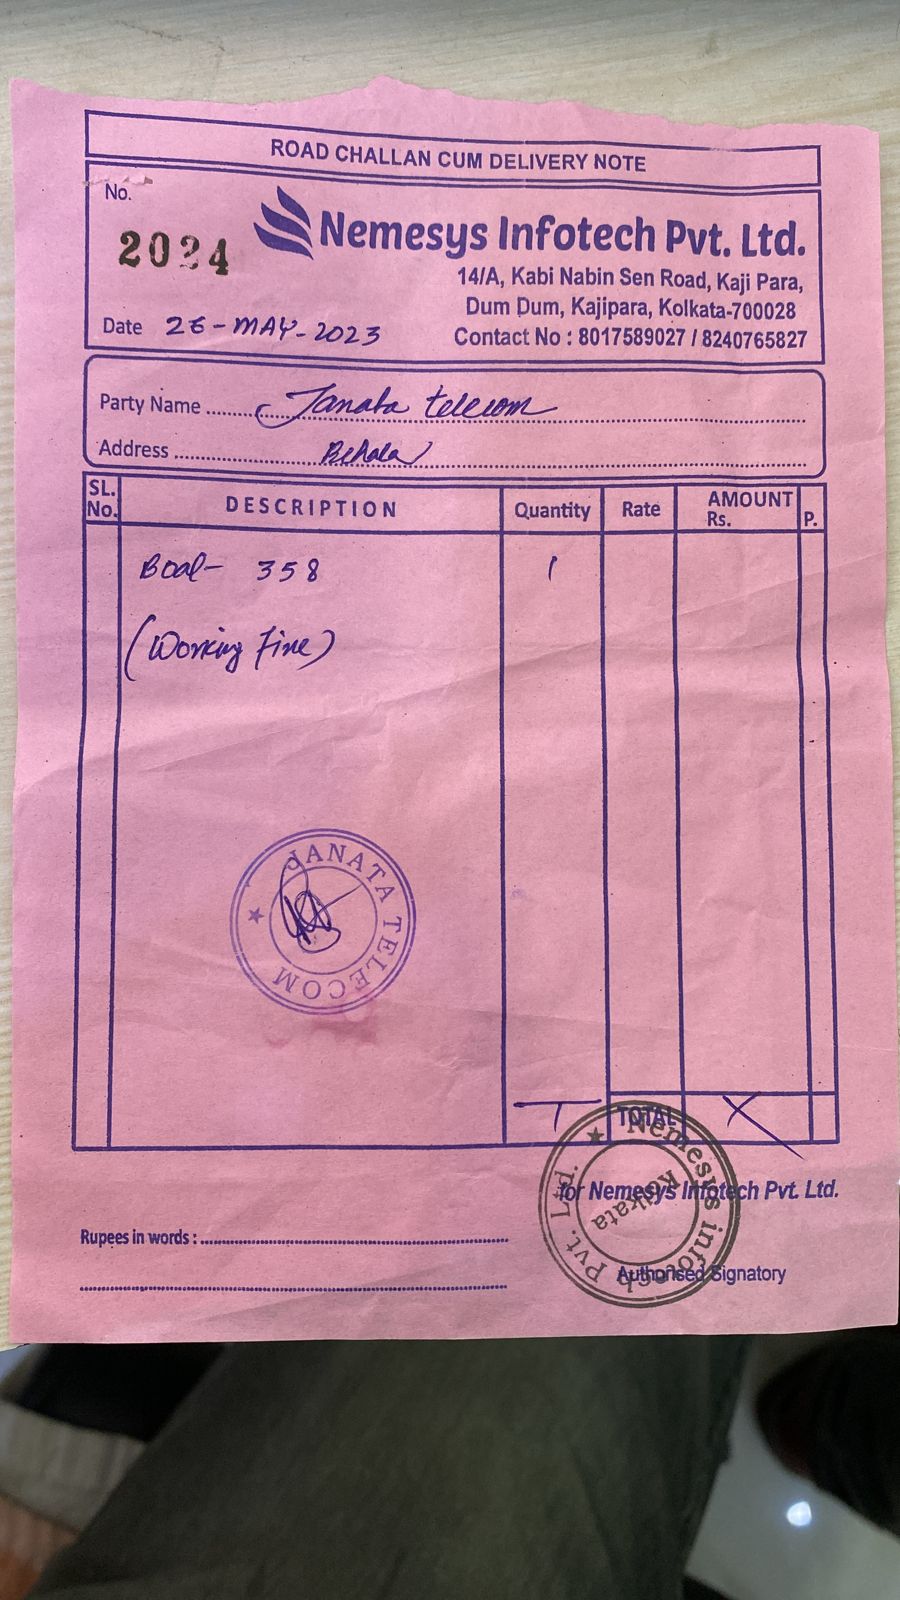 ROAD CHALLAN CUM DELIVERY NOTE
No.
2024
Nemesys Infotech Pvt. Ltd.
14/A, Kabi Nabin Sen Road, Kaji Para,
Dum Dum, Kajipara, Kolkata-700028
Contact No : 8017589027 / 8240765827
Date 26-MAY-2023
Party Name Janata telecom
Address Behala
SL. No. DESCRIPTION Quantity Rate AMOUNT Rs. P.
358 1
(Working Fine)
JANATA TELECOM
TOTAL X
for Nemesys Infotech Pvt. Ltd.
Nemesys infotech Pvt. Ltd.
Kolkata
Rupees in words :
Authorised Signatory